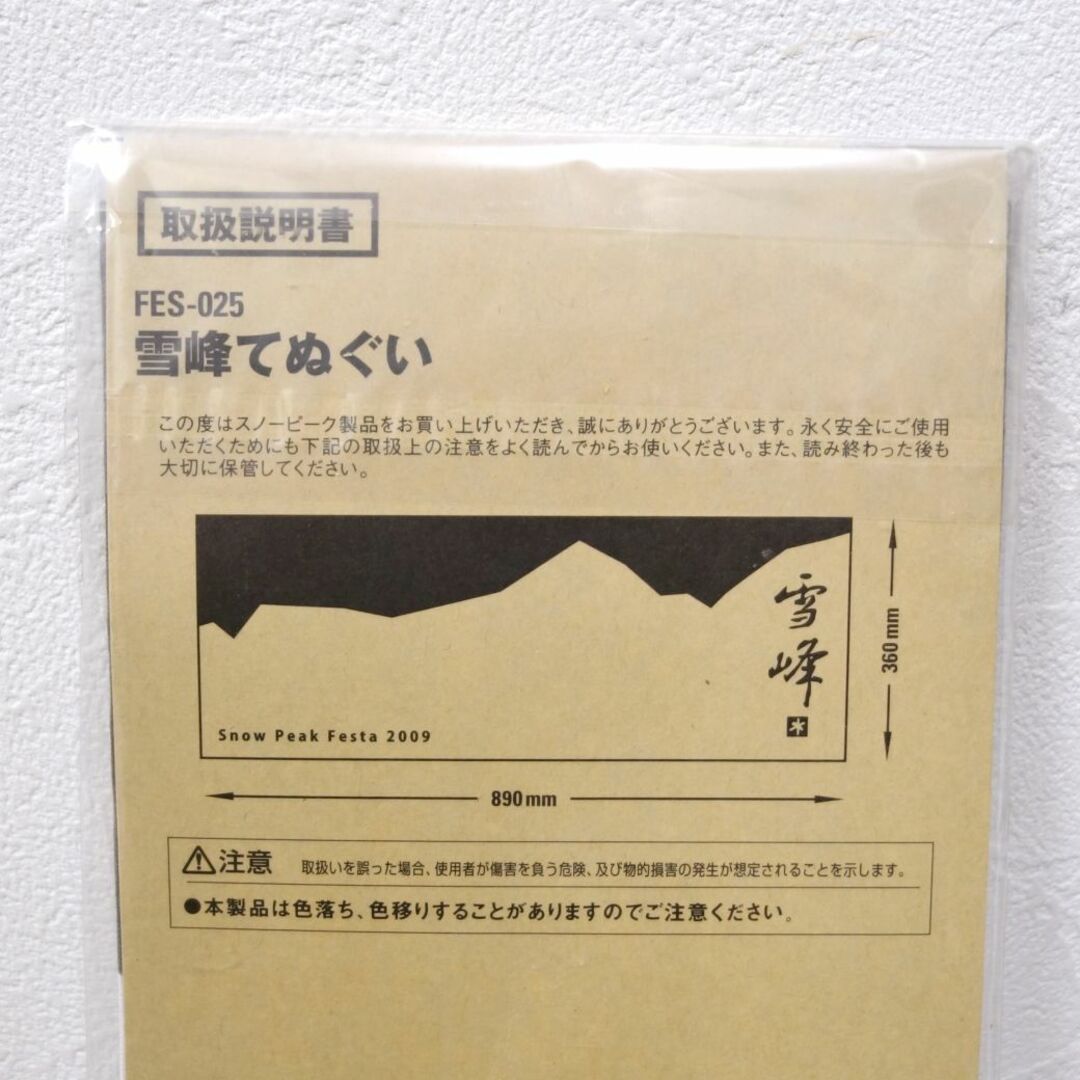 取扱説明書
FES-025
雪峰てぬぐい
この度はスノーピーク製品をお買い上げいただき、誠にありがとうございます。永く安全にご使用
いただくためにも下記の取扱上の注意をよく読んでからお使いください。また、読み終わった後も
大切に保管してください。
雪峰
Snow Peak Festa 2009
360mm
890mm
⚠注意 取扱いを誤った場合、使用者が傷害を負う危険、及び物的損害の発生が想定されることを示します。
●本製品は色落ち、色移りすることがありますのでご注意ください。